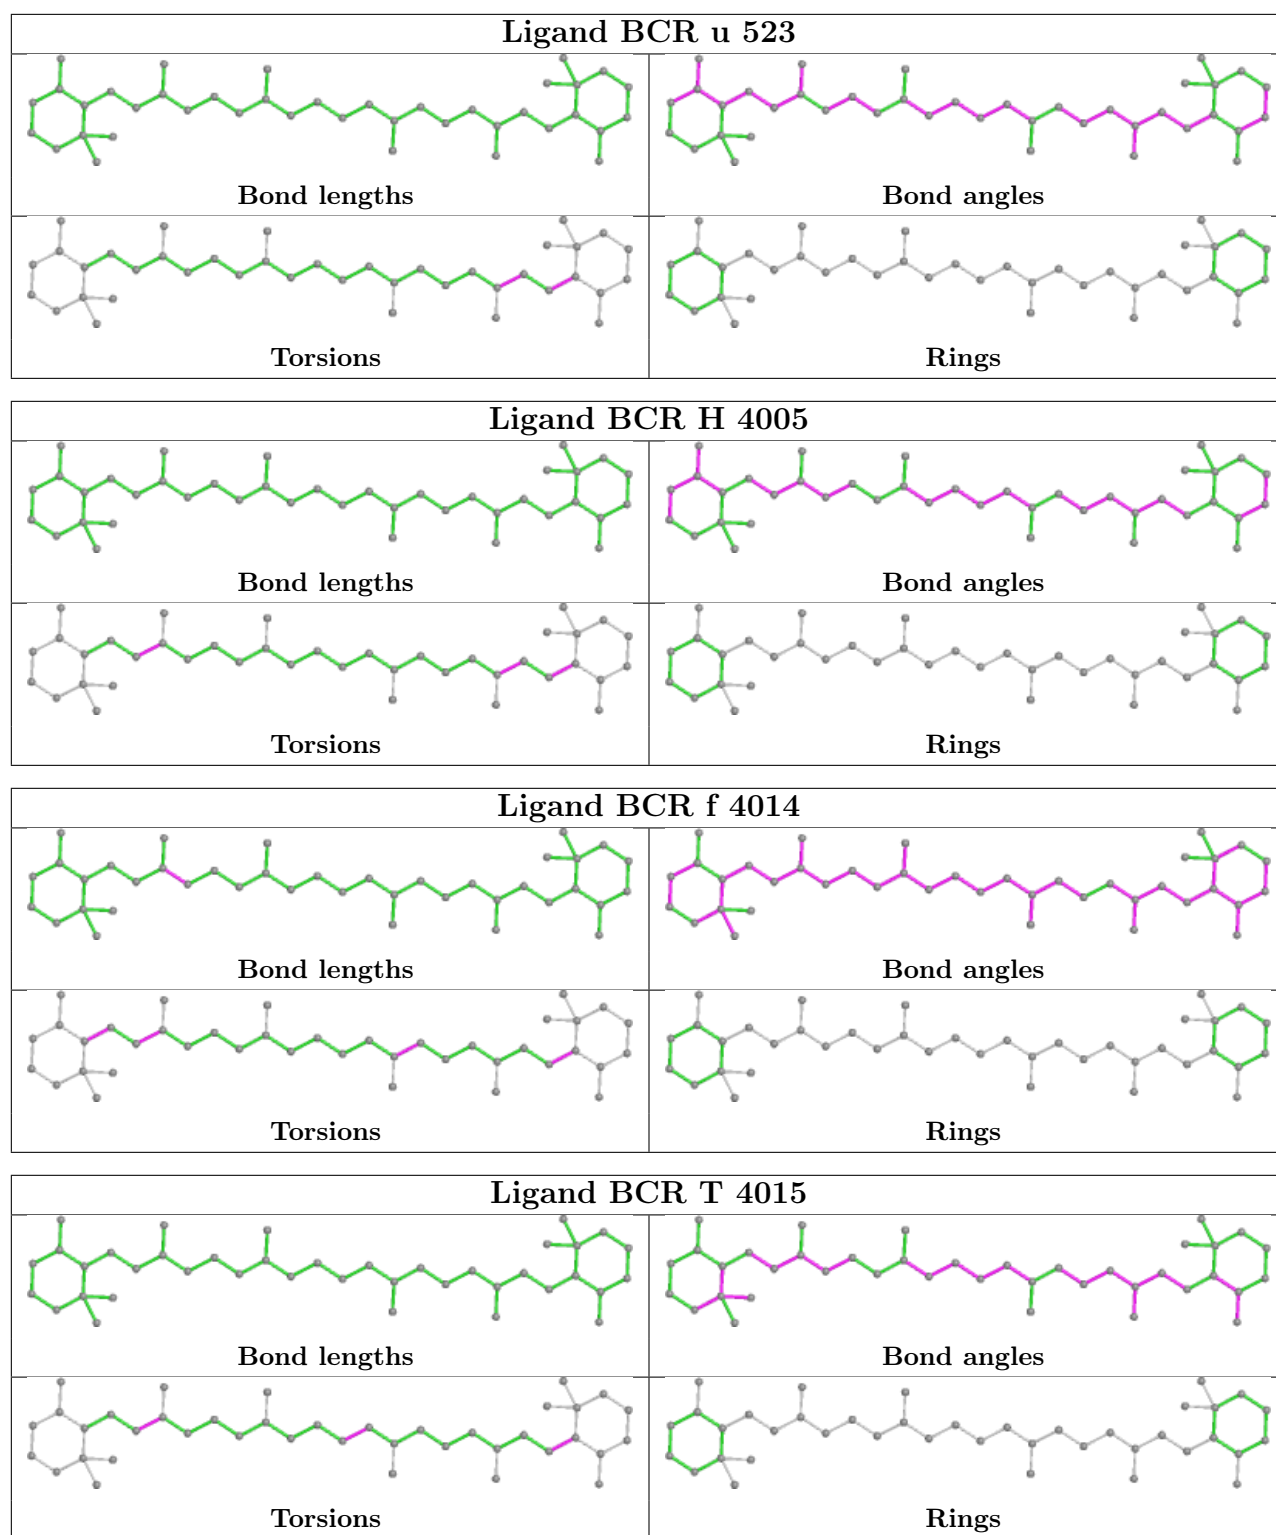 Ligand BCR u 523
Bond lengths
Bond angles
Torsions
Rings
Ligand BCR H 4005
Bond lengths
Bond angles
Torsions
Rings
Ligand BCR f 4014
Bond lengths
Bond angles
Torsions
Rings
Ligand BCR T 4015
Bond lengths
Bond angles
Torsions
Rings